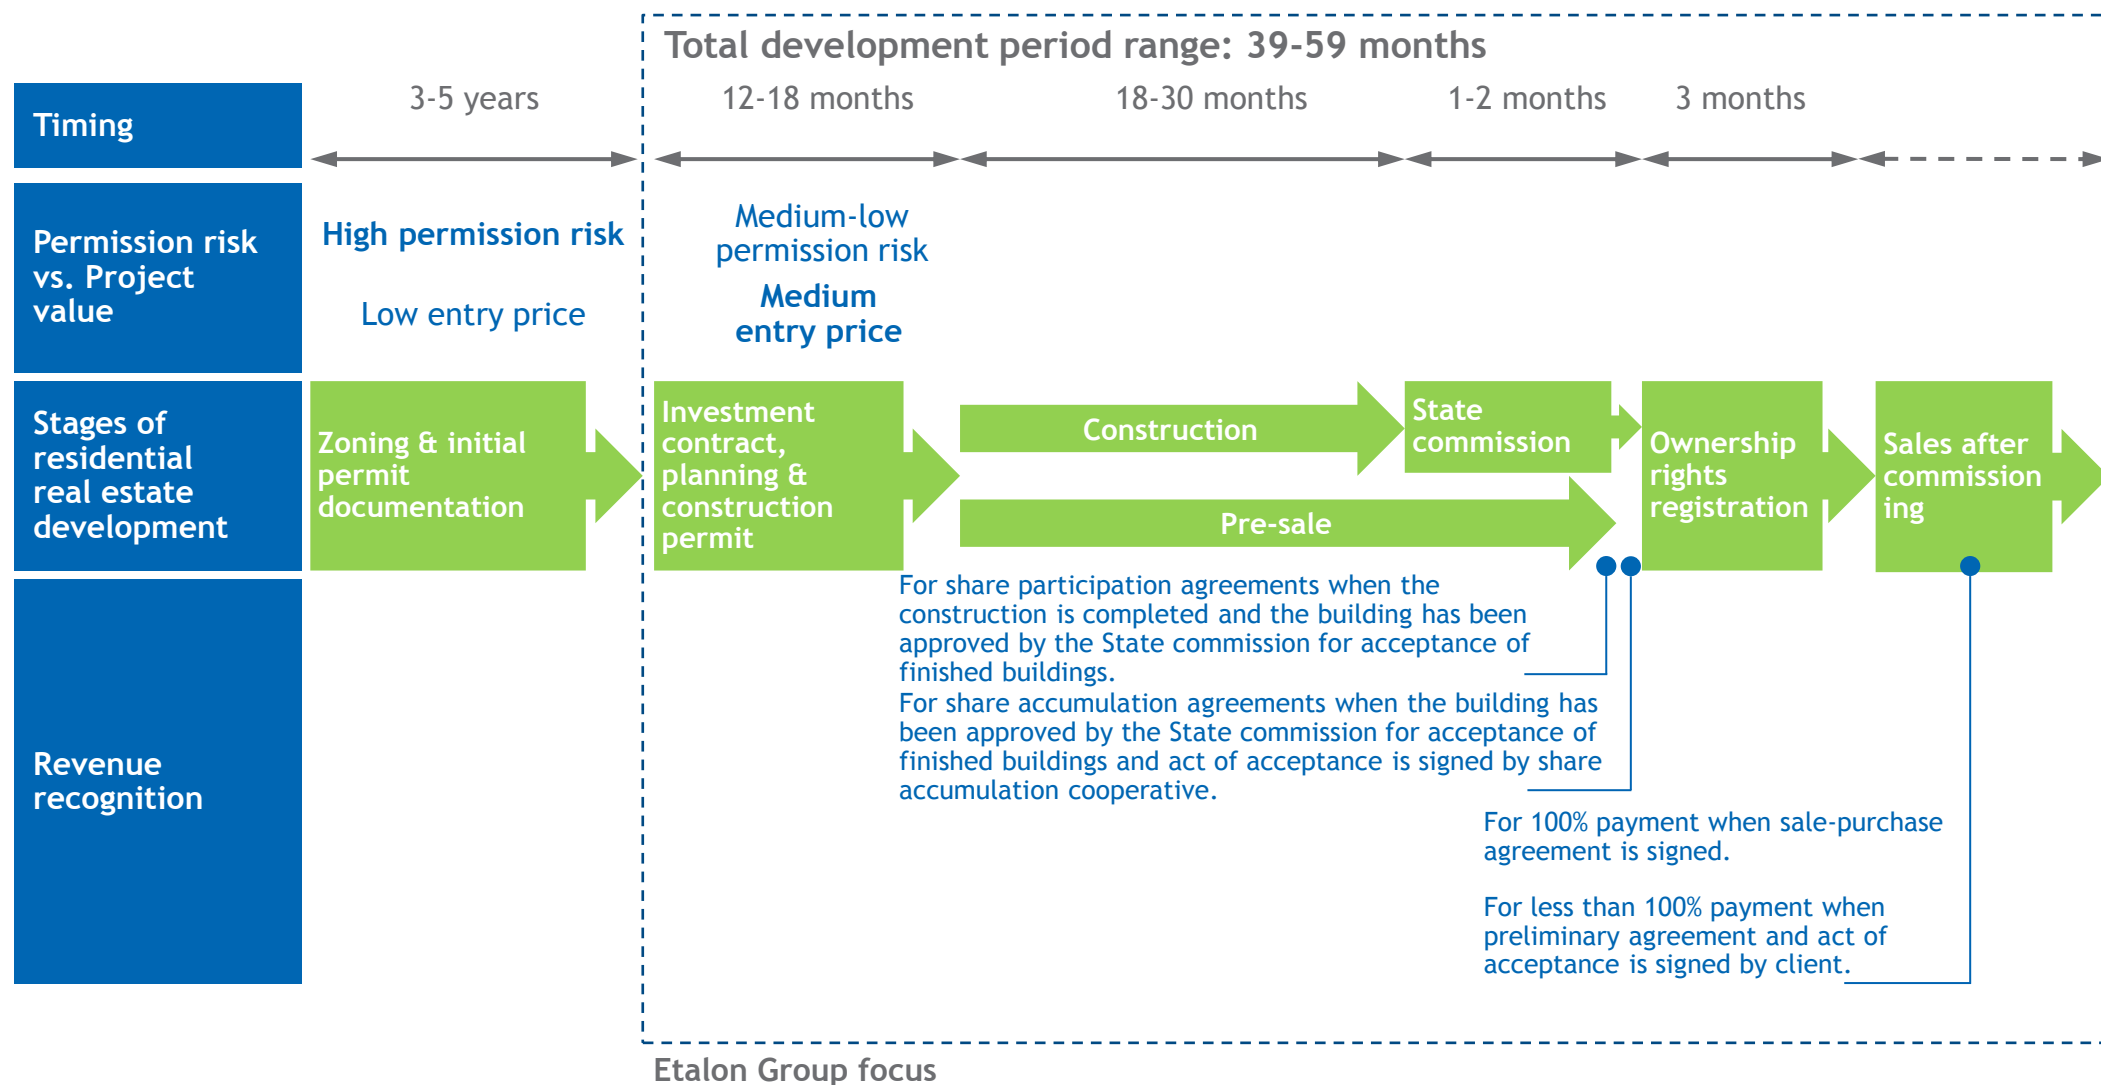 Total development period range: 39-59 months
Timing
3-5 years
12-18 months
18-30 months
1-2 months
3 months
Permission risk
vs. Project
value
High permission risk
Low entry price
Medium-low
permission risk
Medium
entry price
Stages of
residential
real estate
development
Zoning & initial
permit
documentation
Investment
contract,
planning &
construction
permit
Construction
Pre-sale
State
commission
Ownership
rights
registration
Sales after
commission
ing
Revenue
recognition
For share participation agreements when the
construction is completed and the building has been
approved by the State commission for acceptance of
finished buildings.
For share accumulation agreements when the building has
been approved by the State commission for acceptance of
finished buildings and act of acceptance is signed by share
accumulation cooperative.
For 100% payment when sale-purchase
agreement is signed.
For less than 100% payment when
preliminary agreement and act of
acceptance is signed by client.
Etalon Group focus